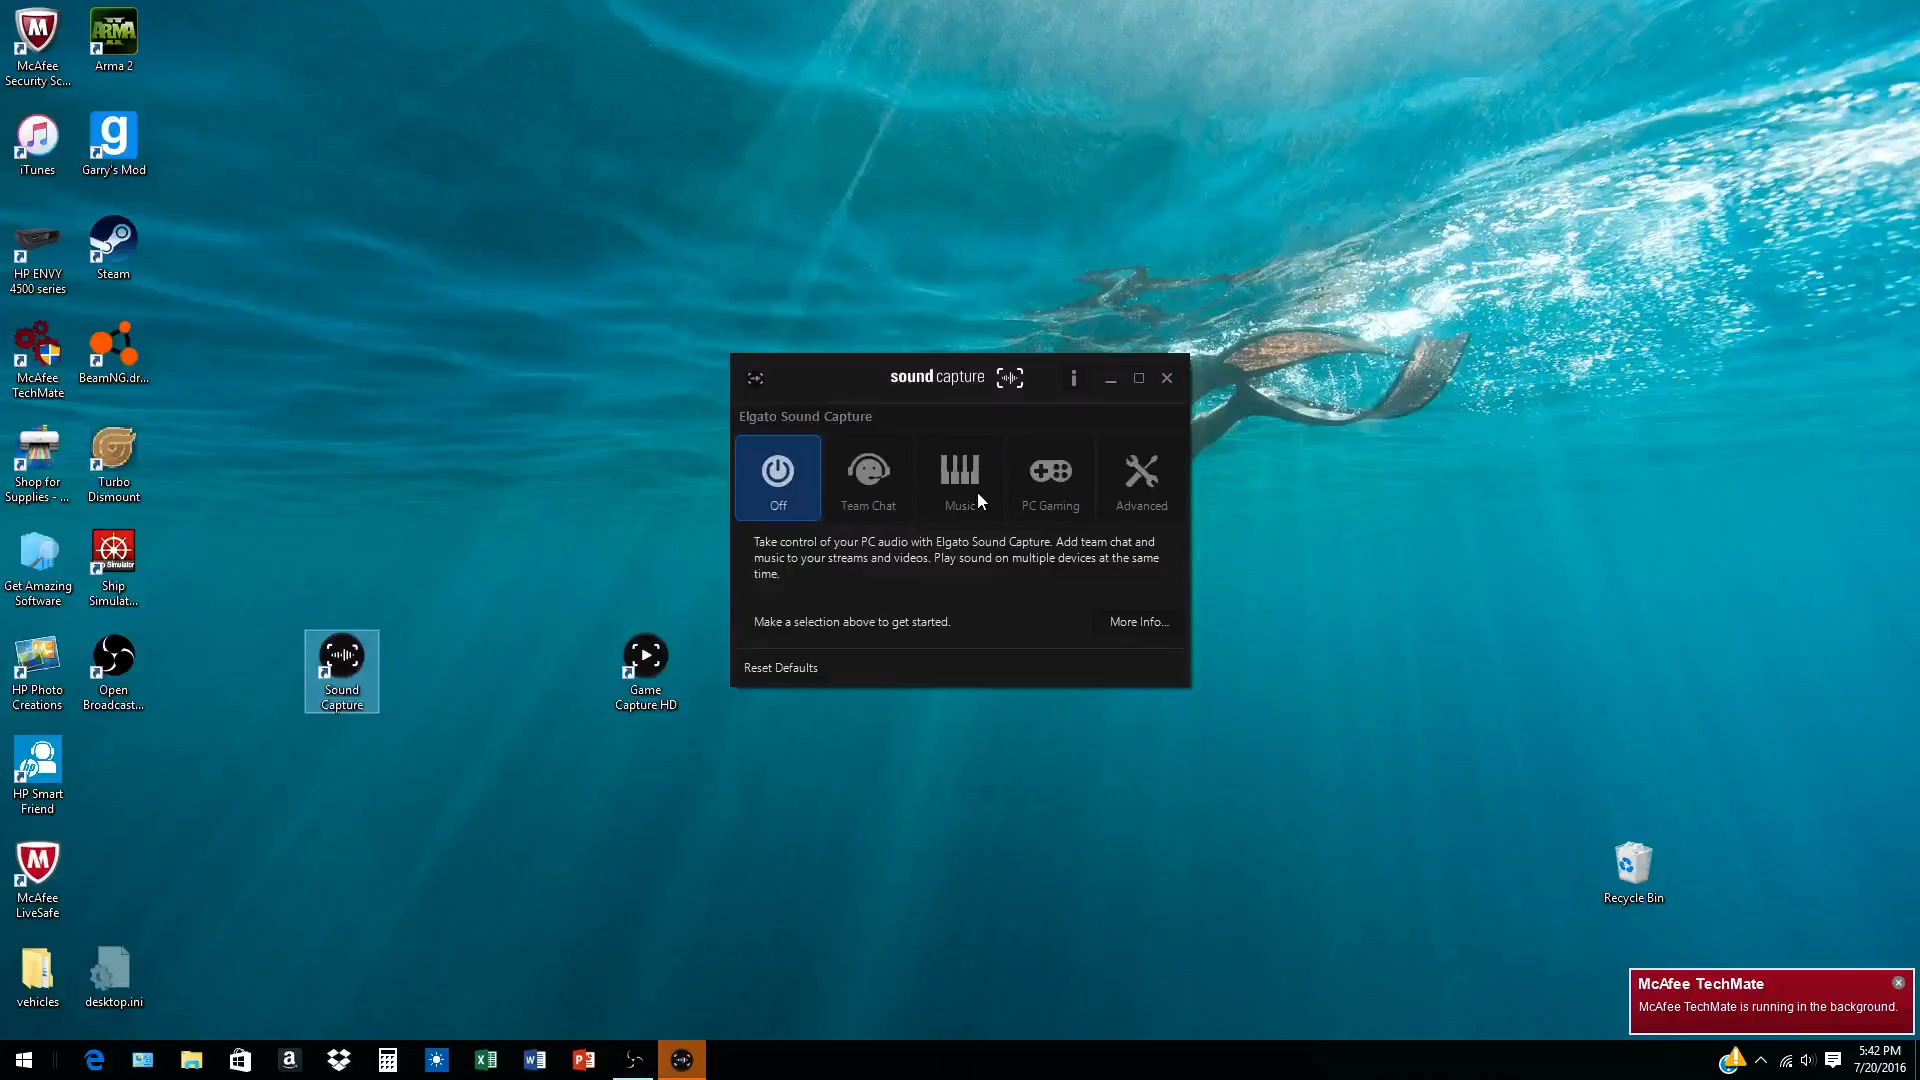 McAfee
Security Sc...
Arma 2
iTunes
Garry's Mod
HP ENVY
4500 series
Steam
McAfee
TechMate
BeamNG.dr...
Shop for
Supplies - ...
Turbo
Dismount
Get Amazing
Software
Ship
Simulat...
HP Photo
Creations
Open
Broadcast...
HP Smart
Friend
McAfee
LiveSafe
vehicles
desktop.ini
Sound
Capture
Game
Capture HD
soundcapture
Elgato Sound Capture
Off
Team Chat
Music
PC Gaming
Advanced
Take control of your PC audio with Elgato Sound Capture. Add team chat and
music to your streams and videos. Play sound on multiple devices at the same
time.
Make a selection above to get started.
More Info...
Reset Defaults
Recycle Bin
McAfee TechMate
McAfee TechMate is running in the background.
5:42 PM
7/20/2016